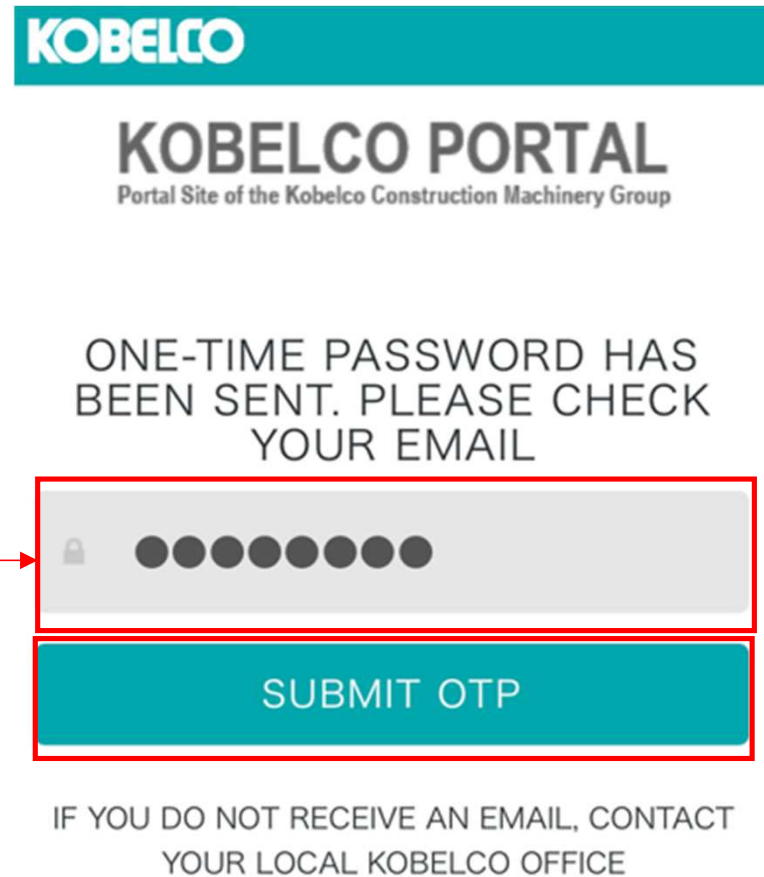 KOBELCO
KOBELCO PORTAL
Portal Site of the Kobelco Construction Machinery Group
ONE-TIME PASSWORD HAS
BEEN SENT. PLEASE CHECK
YOUR EMAIL
●●●●●●●●
SUBMIT OTP
IF YOU DO NOT RECEIVE AN EMAIL, CONTACT
YOUR LOCAL KOBELCO OFFICE